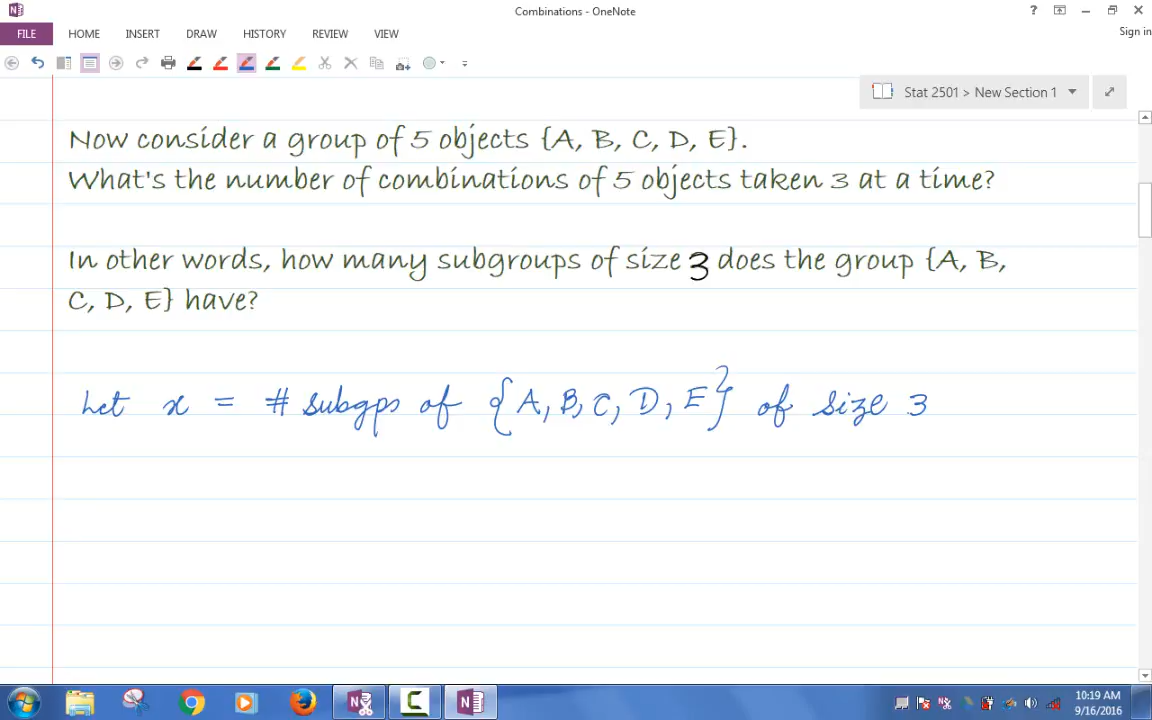 Combinations - OneNote
?
Sign in
FILE HOME INSERT DRAW HISTORY REVIEW VIEW
Stat 2501 > New Section 1
Now consider a group of 5 objects {A, B, C, D, E}.
What's the number of combinations of 5 objects taken 3 at a time?
In other words, how many subgroups of size 3 does the group {A, B,
C, D, E} have?
Let x = # subgps of {A, B, C, D, E} of size 3
10:19 AM
9/16/2016